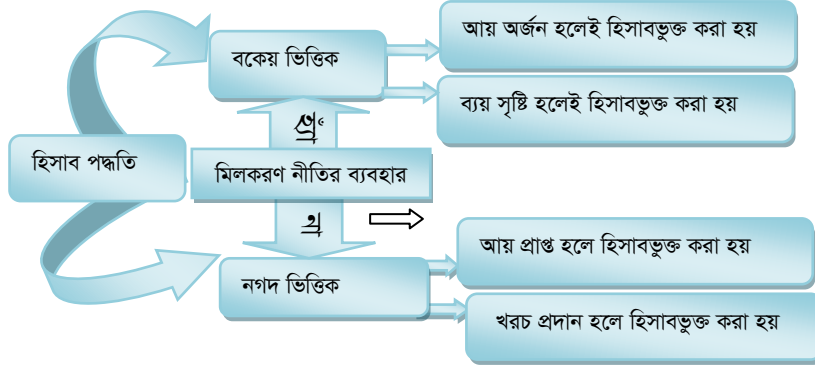 আয় অর্জন হলেই হিসাবভুক্ত করা হয়
বকেয় ভিত্তিক
ব্যয় সৃষ্টি হলেই হিসাবভুক্ত করা হয়
হ্যাঁ
হিসাব পদ্ধতি
মিলকরণ নীতির ব্যবহার
না
আয় প্রাপ্ত হলে হিসাবভুক্ত করা হয়
নগদ ভিত্তিক
খরচ প্রদান হলে হিসাবভুক্ত করা হয়